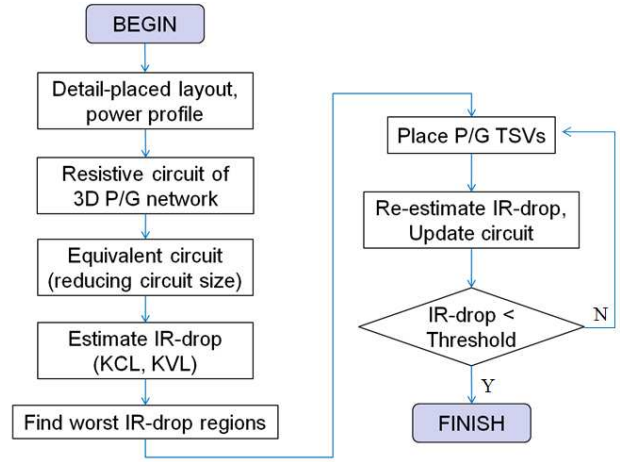 BEGIN
Detail-placed layout,
power profile
Resistive circuit of
3D P/G network
Equivalent circuit
(reducing circuit size)
Estimate IR-drop
(KCL, KVL)
Find worst IR-drop regions
Place P/G TSVs
Re-estimate IR-drop,
Update circuit
IR-drop <
Threshold
N
Y
FINISH